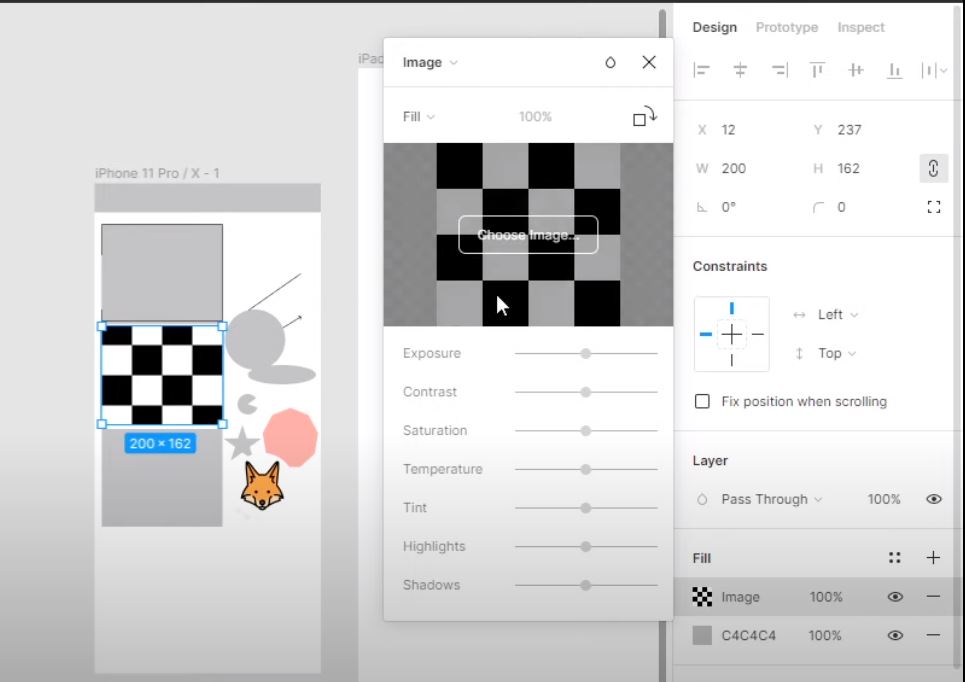 Design Prototype Inspect
iPad
Image
Fill 100%
Choose Image...
X 12 Y 237
W 200 H 162
0° 0
iPhone 11 Pro / X - 1
Constraints
Left
Top
Fix position when scrolling
200 × 162
Exposure
Contrast
Saturation
Temperature
Tint
Highlights
Shadows
Layer
Pass Through 100%
Fill
Image 100%
C4C4C4 100%